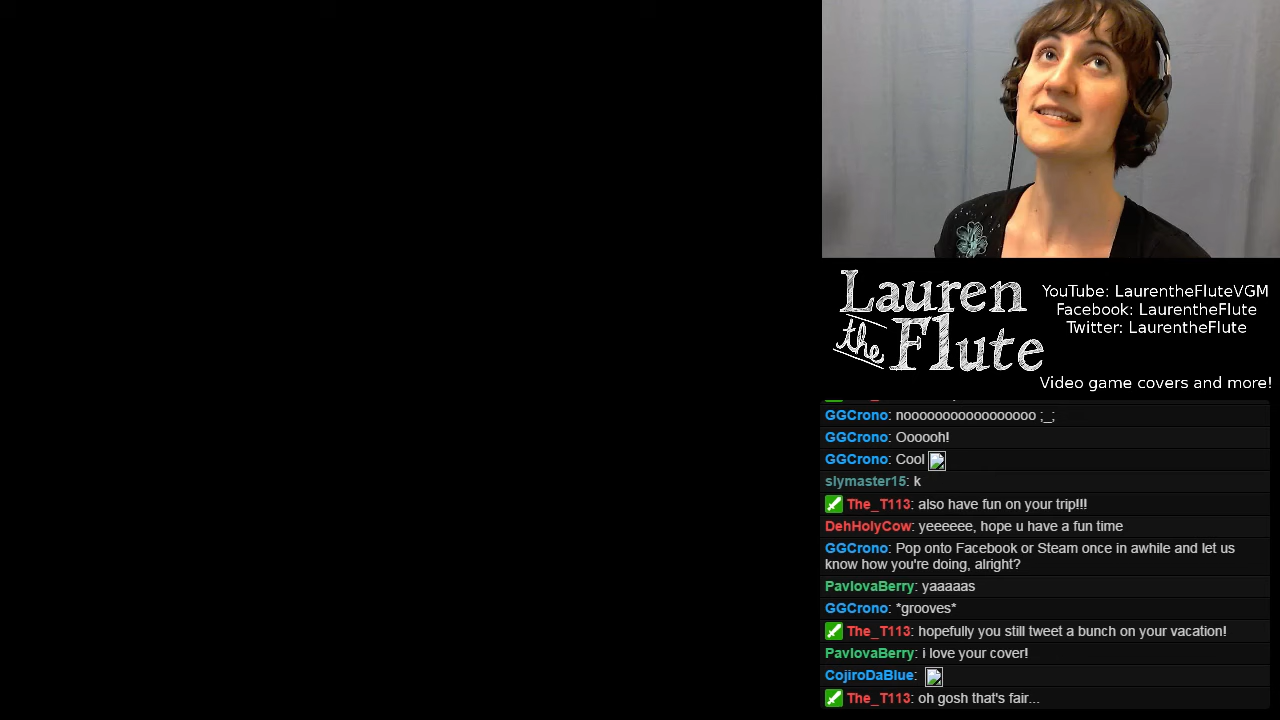 Lauren
the Flute
YouTube: LaurentheFluteVGM
Facebook: LaurentheFlute
Twitter: LaurentheFlute
Video game covers and more!
GGCrono: nooooooooooooooooo ;_;
GGCrono: Oooooh!
GGCrono: Cool
slymaster15: k
The_T113: also have fun on your trip!!!
DehHolyCow: yeeeeee, hope u have a fun time
GGCrono: Pop onto Facebook or Steam once in awhile and let us
know how you're doing, alright?
PavlovaBerry: yaaaaas
GGCrono: *grooves*
The_T113: hopefully you still tweet a bunch on your vacation!
PavlovaBerry: i love your cover!
CojiroDaBlue:
The_T113: oh gosh that's fair...